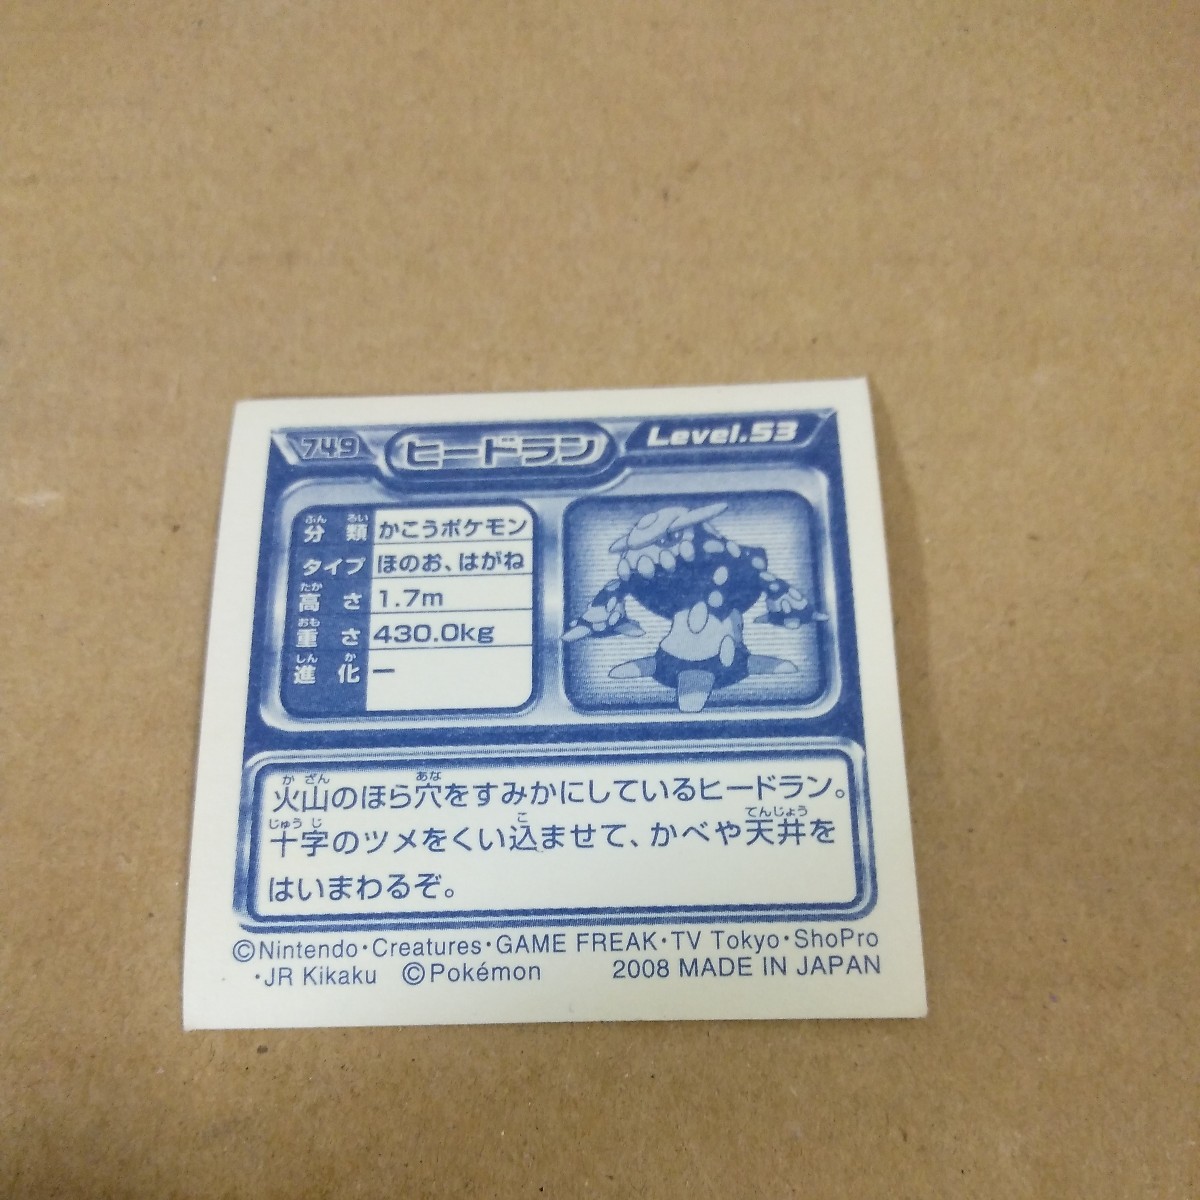 749 ヒードラン Level.53
分類 かこうポケモン
タイプ ほのお、はがね
高さ 1.7m
重さ 430.0kg
進化 ー
火山のほら穴をすみかにしているヒードラン。
十字のツメをくい込ませて、かべや天井を
はいまわるぞ。
©Nintendo・Creatures・GAME FREAK・TV Tokyo・ShoPro
・JR Kikaku ©Pokémon 2008 MADE IN JAPAN